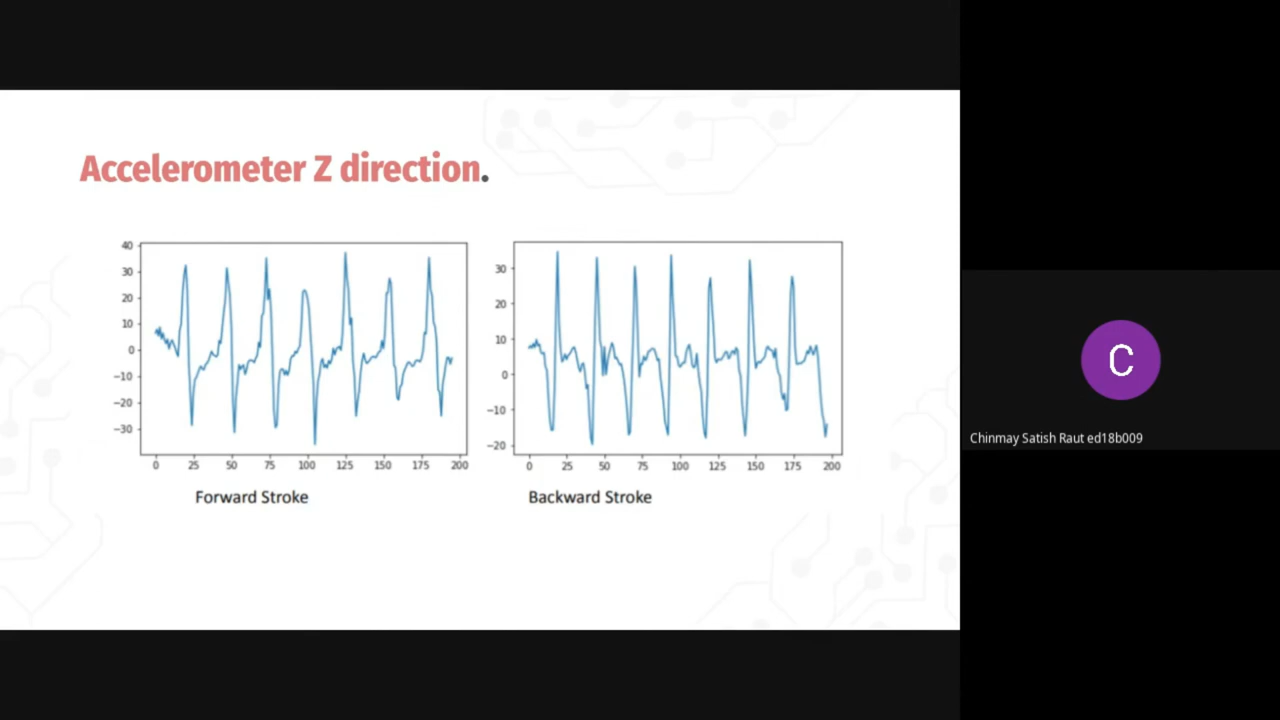 Accelerometer Z direction.
40
30
20
10
0
−10
−20
−30
0 25 50 75 100 125 150 175 200
Forward Stroke
30
20
10
0
−10
−20
0 25 50 75 100 125 150 175 200
Backward Stroke
C
Chinmay Satish Raut ed18b009